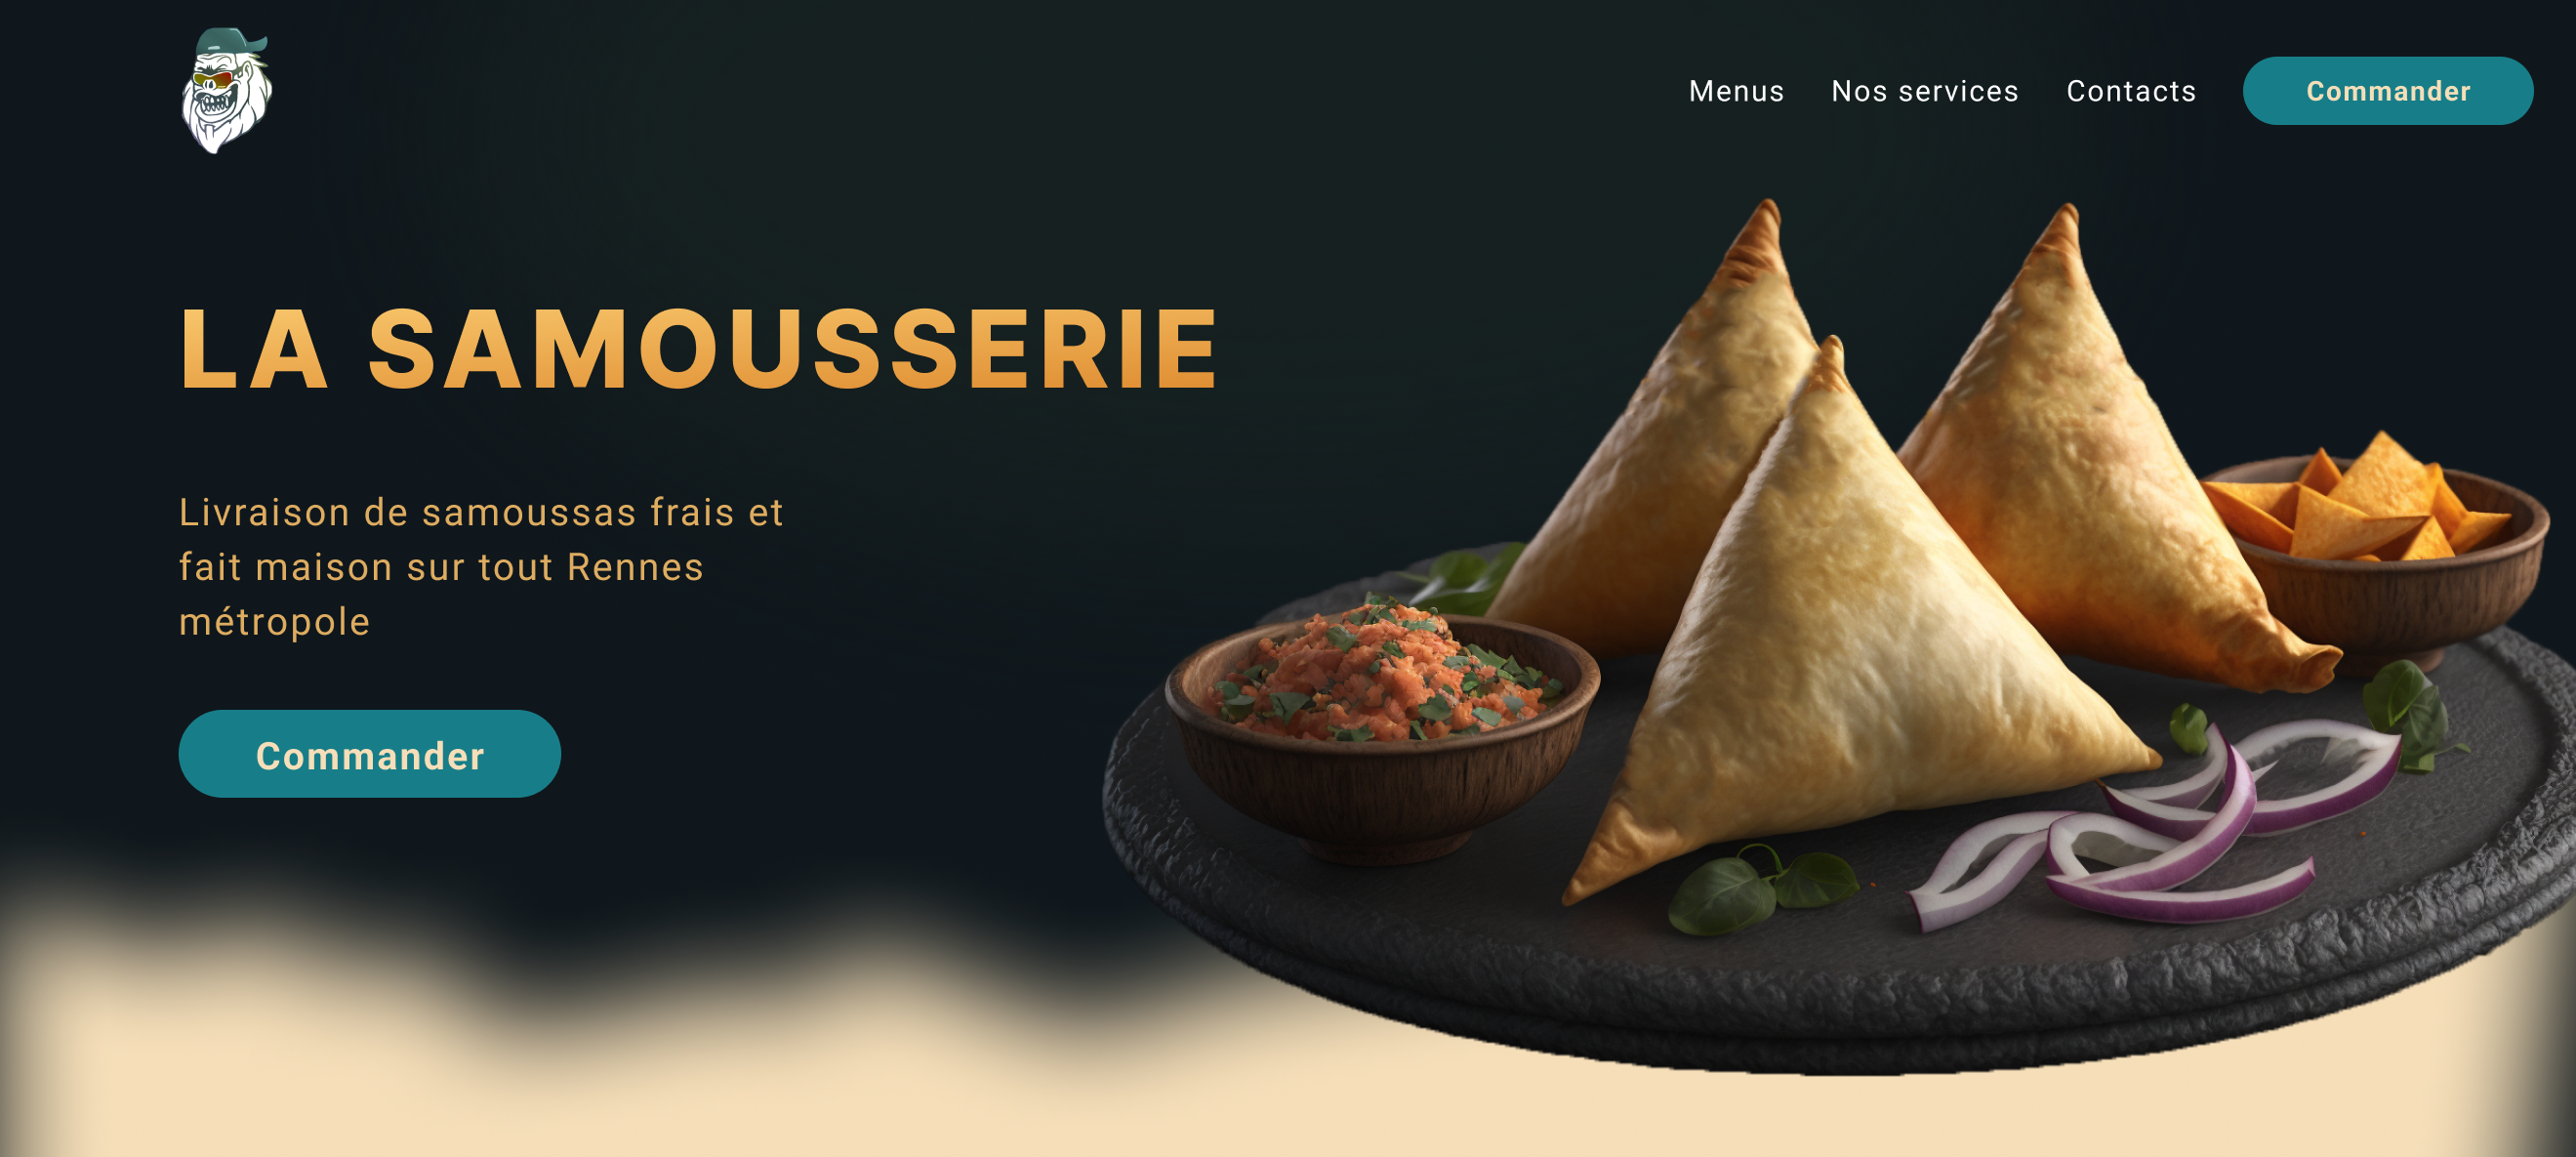 Menus
Nos services
Contacts
Commander
LA SAMOUSSERIE
Livraison de samoussas frais et
fait maison sur tout Rennes
métropole
Commander